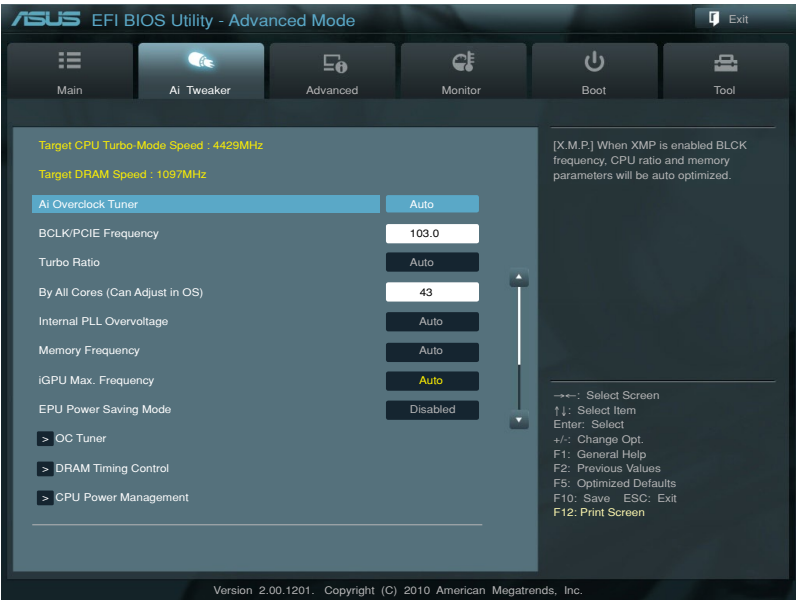 ASUS EFI BIOS Utility - Advanced Mode
Exit
Main
Ai Tweaker
Advanced
Monitor
Boot
Tool
Target CPU Turbo-Mode Speed : 4429MHz
Target DRAM Speed : 1097MHz
Ai Overclock Tuner Auto
BCLK/PCIE Frequency 103.0
Turbo Ratio Auto
By All Cores (Can Adjust in OS) 43
Internal PLL Overvoltage Auto
Memory Frequency Auto
iGPU Max. Frequency Auto
EPU Power Saving Mode Disabled
> OC Tuner
> DRAM Timing Control
> CPU Power Management
[X.M.P.] When XMP is enabled BLCK
frequency, CPU ratio and memory
parameters will be auto optimized.
→←: Select Screen
↑↓: Select Item
Enter: Select
+/-: Change Opt.
F1: General Help
F2: Previous Values
F5: Optimized Defaults
F10: Save ESC: Exit
F12: Print Screen
Version 2.00.1201. Copyright (C) 2010 American Megatrends, Inc.